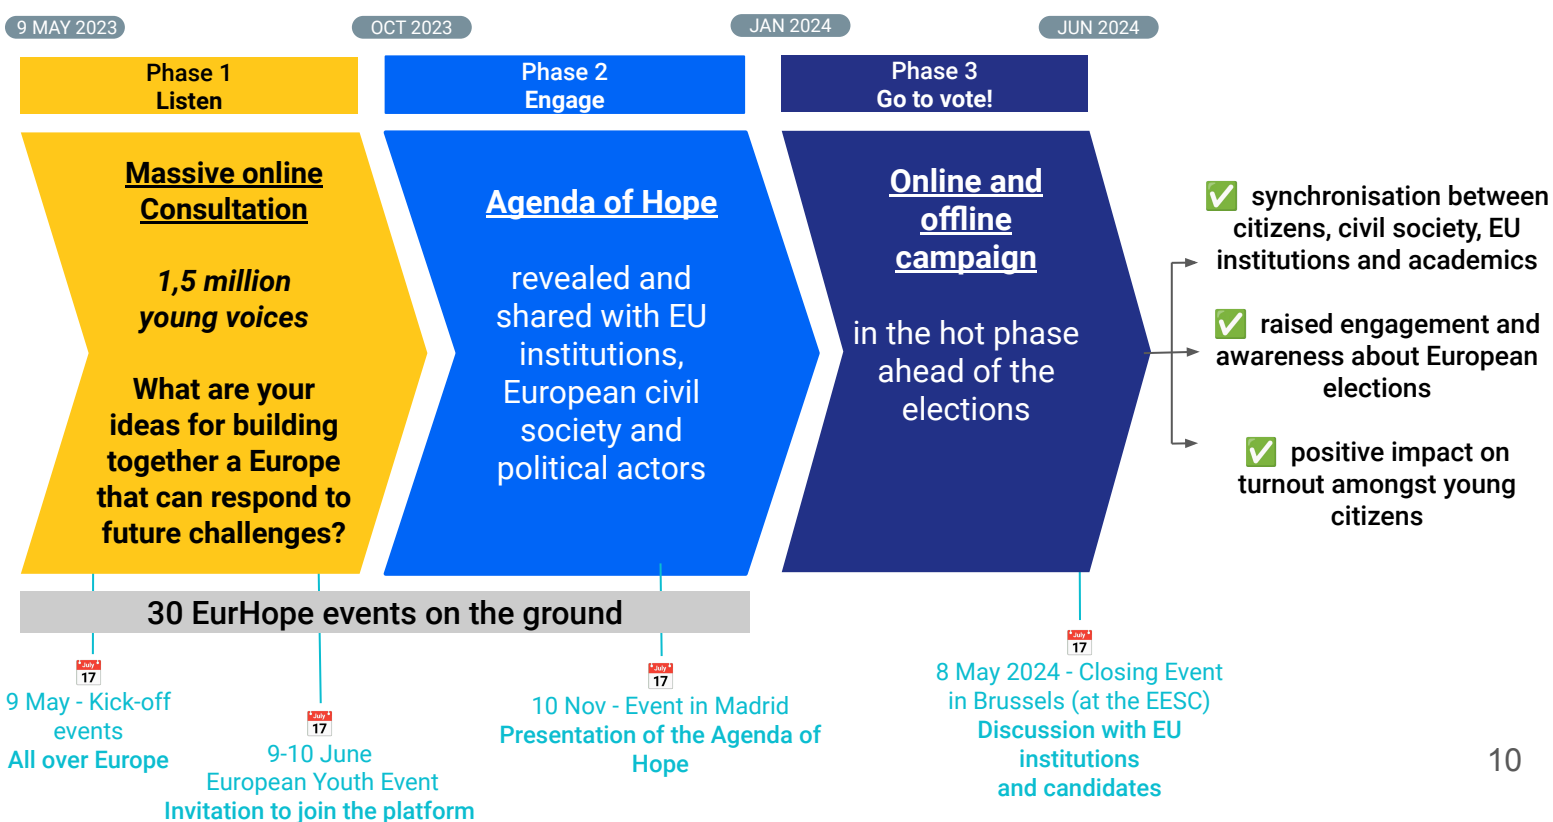 9 MAY 2023
OCT 2023
JAN 2024
JUN 2024
Phase 1
Listen
Phase 2
Engage
Phase 3
Go to vote!
Massive online
Consultation
1,5 million
young voices
What are your
ideas for building
together a Europe
that can respond to
future challenges?
Agenda of Hope
revealed and
shared with EU
institutions,
European civil
society and
political actors
Online and
offline
campaign
in the hot phase
ahead of the
elections
✅ synchronisation between
citizens, civil society, EU
institutions and academics
✅ raised engagement and
awareness about European
elections
✅ positive impact on
turnout amongst young
citizens
30 EurHope events on the ground
July
17
9 May - Kick-off
events
All over Europe
July
17
9-10 June
European Youth Event
Invitation to join the platform
July
17
10 Nov - Event in Madrid
Presentation of the Agenda of
Hope
July
17
8 May 2024 - Closing Event
in Brussels (at the EESC)
Discussion with EU
institutions
and candidates
10